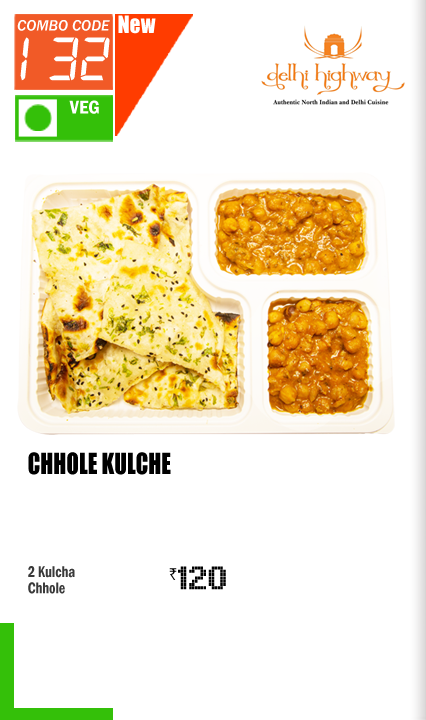 COMBO CODE
132
New
VEG
delhi highway
Authentic North Indian and Delhi Cuisine
CHHOLE KULCHE
2 Kulcha
Chhole
₹120